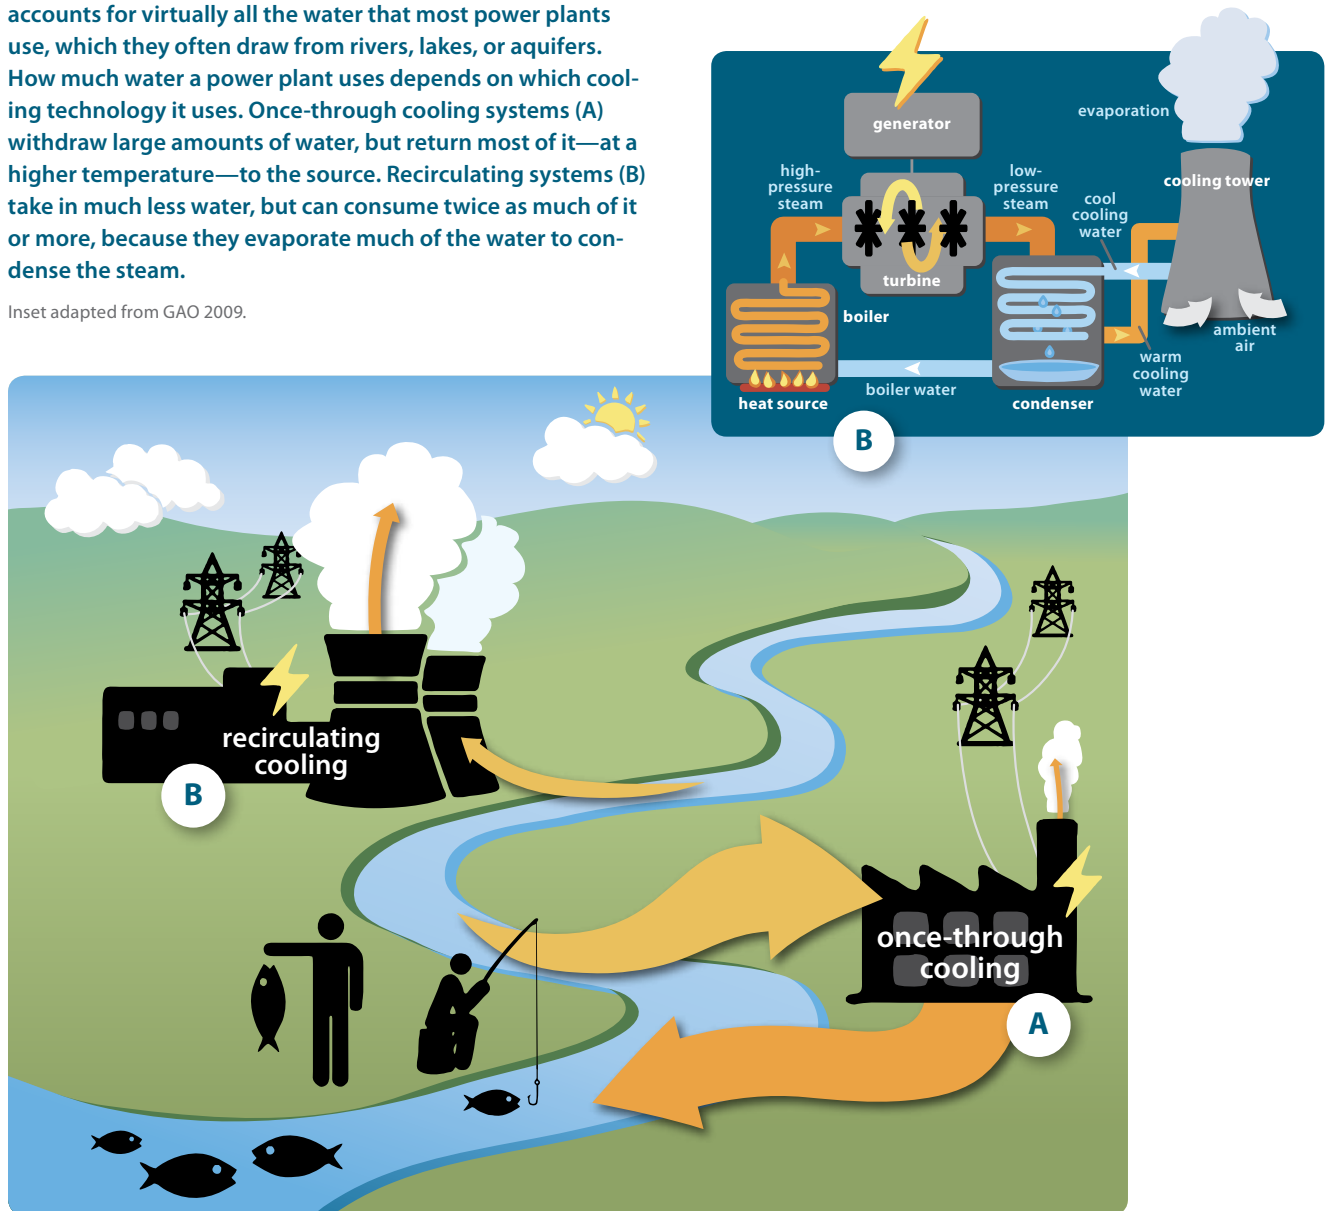 accounts for virtually all the water that most power plants
use, which they often draw from rivers, lakes, or aquifers.
How much water a power plant uses depends on which cool-
ing technology it uses. Once-through cooling systems (A)
withdraw large amounts of water, but return most of it—at a
higher temperature—to the source. Recirculating systems (B)
take in much less water, but can consume twice as much of it
or more, because they evaporate much of the water to con-
dense the steam.
Inset adapted from GAO 2009.
generator
evaporation
cooling tower
high-
pressure
steam
low-
pressure
steam
cool
cooling
water
turbine
boiler
ambient
air
warm
cooling
water
boiler water
heat source
condenser
B
recirculating
cooling
B
once-through
cooling
A